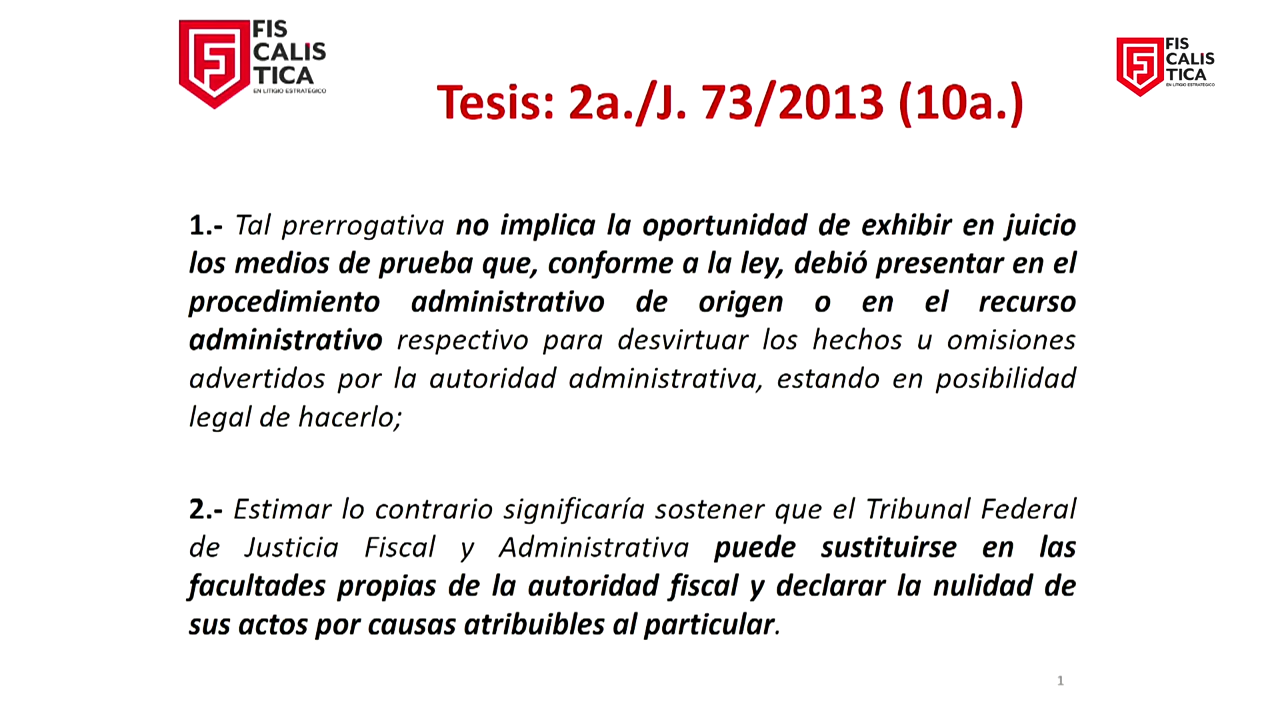 FIS
CALIS
TICA
EN LITIGIO ESTRATÉGICO
FIS
CALIS
TICA
EN LITIGIO ESTRATÉGICO
Tesis: 2a./J. 73/2013 (10a.)
1.- Tal prerrogativa no implica la oportunidad de exhibir en juicio
los medios de prueba que, conforme a la ley, debió presentar en el
procedimiento administrativo de origen o en el recurso
administrativo respectivo para desvirtuar los hechos u omisiones
advertidos por la autoridad administrativa, estando en posibilidad
legal de hacerlo;
2.- Estimar lo contrario significaría sostener que el Tribunal Federal
de Justicia Fiscal y Administrativa puede sustituirse en las
facultades propias de la autoridad fiscal y declarar la nulidad de
sus actos por causas atribuibles al particular.
1